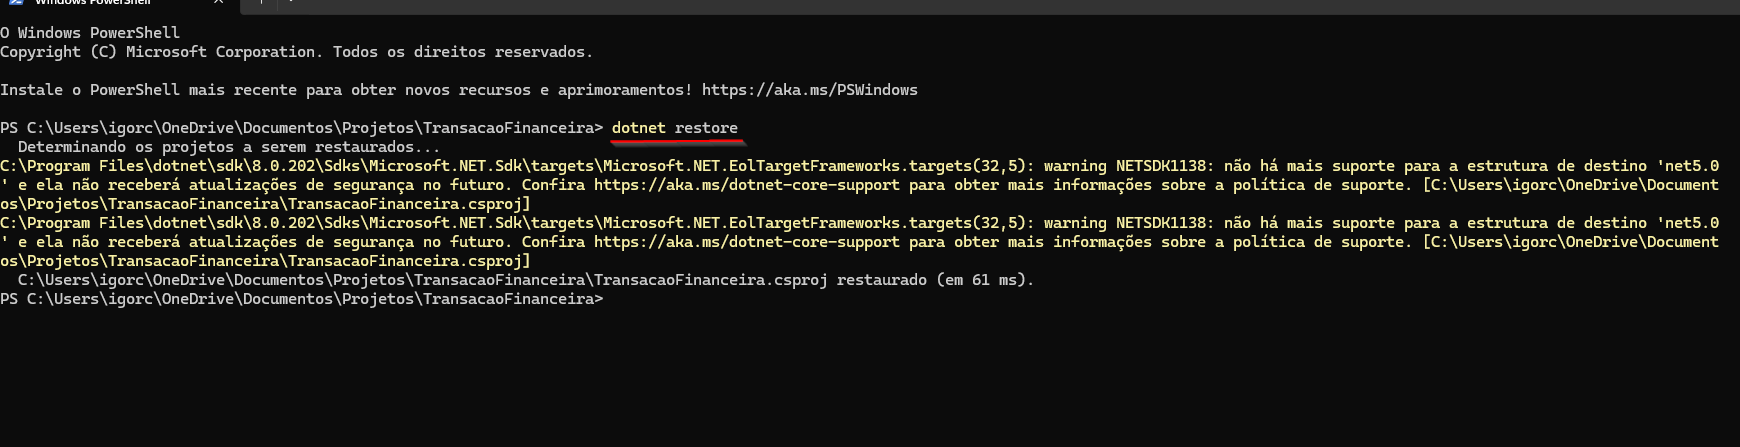 Windows PowerShell
O Windows PowerShell
Copyright (C) Microsoft Corporation. Todos os direitos reservados.
Instale o PowerShell mais recente para obter novos recursos e aprimoramentos! https://aka.ms/PSWindows
PS C:\Users\igorc\OneDrive\Documentos\Projetos\TransacaoFinanceira> dotnet restore
Determinando os projetos a serem restaurados...
C:\Program Files\dotnet\sdk\8.0.202\Sdks\Microsoft.NET.Sdk\targets\Microsoft.NET.EolTargetFrameworks.targets(32,5): warning NETSDK1138: não há mais suporte para a estrutura de destino 'net5.0
' e ela não receberá atualizações de segurança no futuro. Confira https://aka.ms/dotnet-core-support para obter mais informações sobre a política de suporte. [C:\Users\igorc\OneDrive\Document
os\Projetos\TransacaoFinanceira\TransacaoFinanceira.csproj]
C:\Program Files\dotnet\sdk\8.0.202\Sdks\Microsoft.NET.Sdk\targets\Microsoft.NET.EolTargetFrameworks.targets(32,5): warning NETSDK1138: não há mais suporte para a estrutura de destino 'net5.0
' e ela não receberá atualizações de segurança no futuro. Confira https://aka.ms/dotnet-core-support para obter mais informações sobre a política de suporte. [C:\Users\igorc\OneDrive\Document
os\Projetos\TransacaoFinanceira\TransacaoFinanceira.csproj]
C:\Users\igorc\OneDrive\Documentos\Projetos\TransacaoFinanceira\TransacaoFinanceira.csproj restaurado (em 61 ms).
PS C:\Users\igorc\OneDrive\Documentos\Projetos\TransacaoFinanceira>